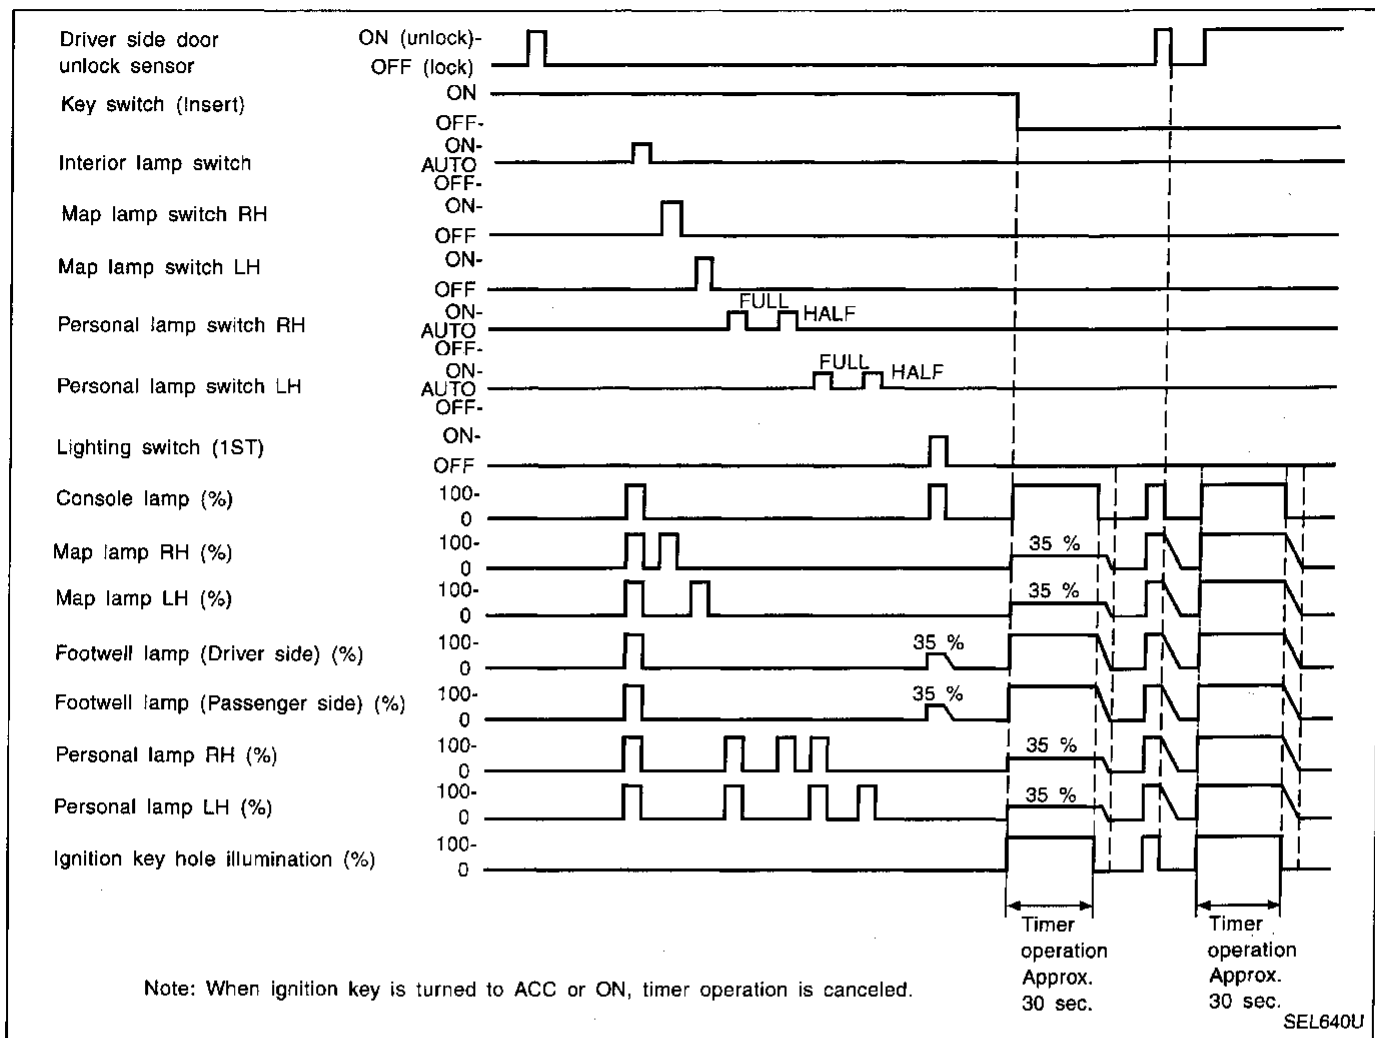 Driver side door ON (unlock)-
unlock sensor OFF (lock)
Key switch (Insert) ON
OFF-
ON-
Interior lamp switch AUTO
OFF-
ON-
Map lamp switch RH
OFF
Map lamp switch LH ON-
OFF
ON- FULL HALF
Personal lamp switch RH AUTO
OFF-
ON- FULL HALF
Personal lamp switch LH AUTO
OFF-
ON-
Lighting switch (1ST)
OFF
Console lamp (%) 100-
0
Map lamp RH (%) 100- 35 %
0
Map lamp LH (%) 100- 35 %
0
Footwell lamp (Driver side) (%) 100- 35 %
0
Footwell lamp (Passenger side) (%) 100- 35 %
0
Personal lamp RH (%) 100- 35 %
0
Personal lamp LH (%) 100- 35 %
0
Ignition key hole illumination (%) 100-
0
Timer operation Approx. 30 sec.
Timer operation Approx. 30 sec.
Note: When ignition key is turned to ACC or ON, timer operation is canceled.
SEL640U